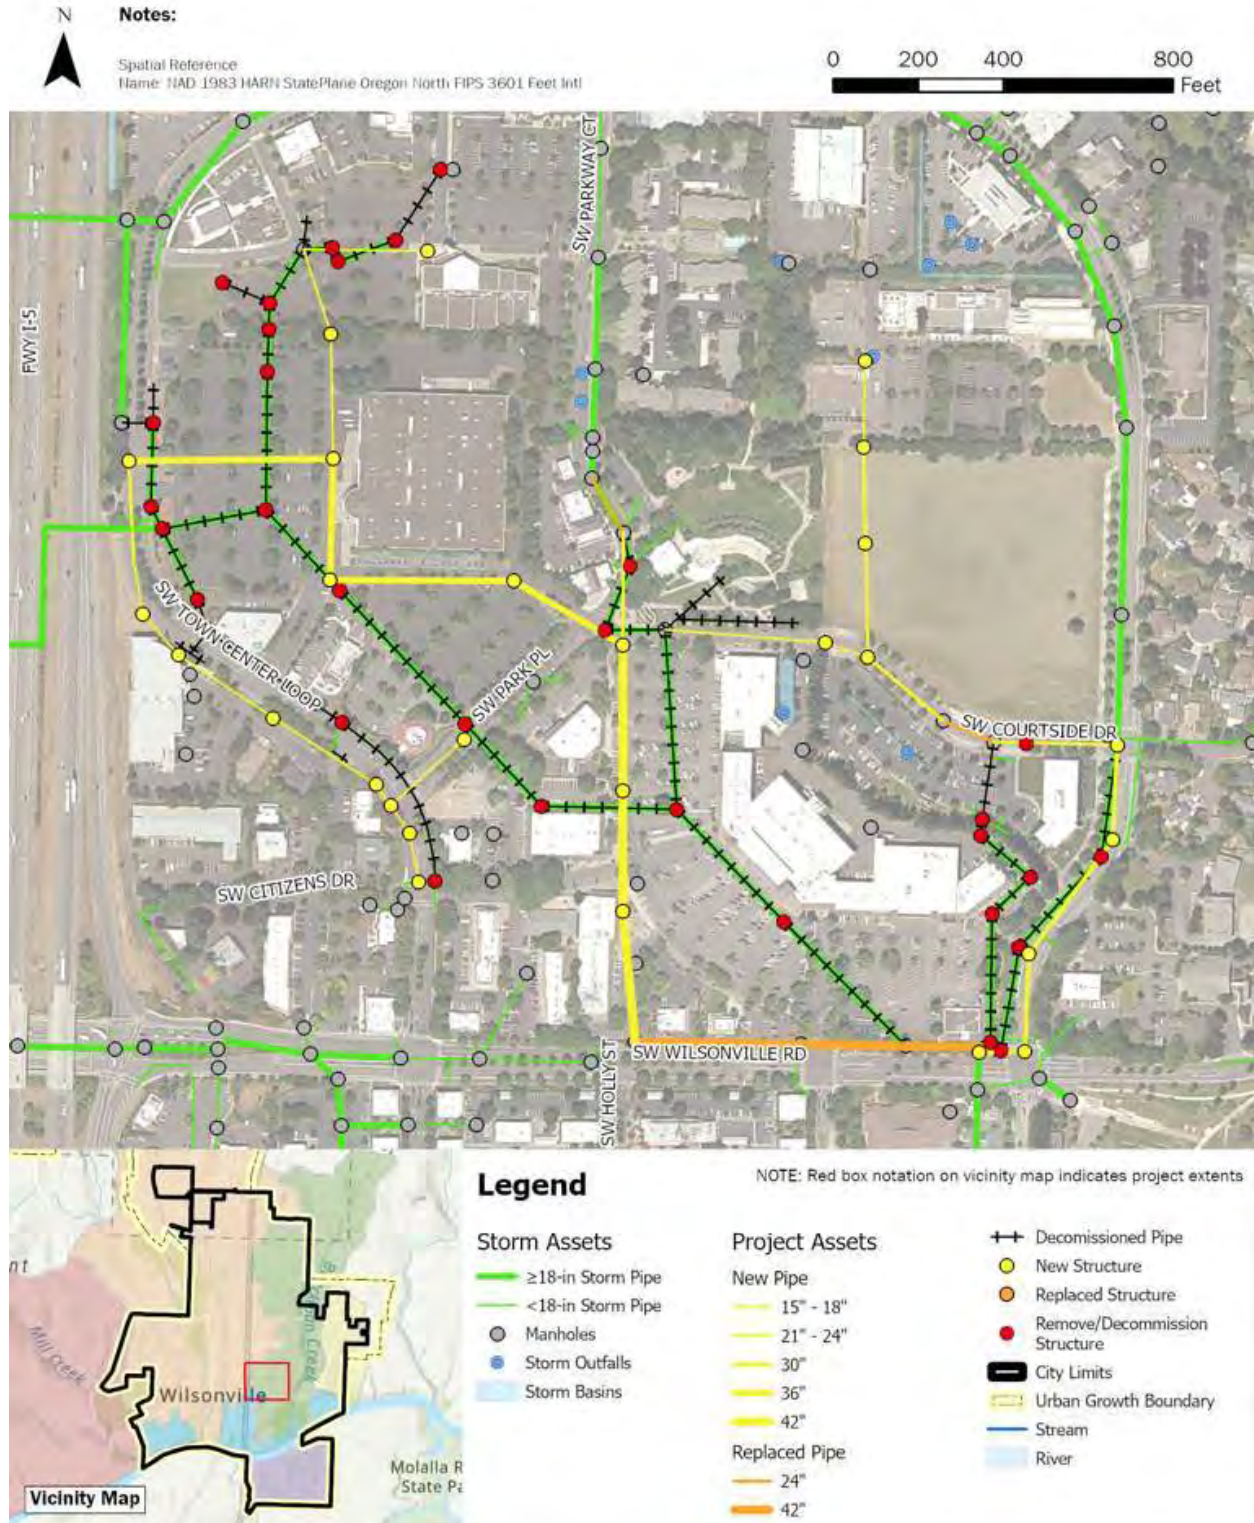 N
Notes:
Spatial Reference
Name: NAD 1983 HARN StatePlane Oregon North FIPS 3601 Feet Intl
0 200 400 800
Feet
SW PARKWAY CT
FWY I-5
SW TOWN CENTER LOOP
SW PARK PL
SW COURTSIDE DR
SW CITIZENS DR
SW WILSONVILLE RD
SW HOLLY ST
NOTE: Red box notation on vicinity map indicates project extents
Legend
Storm Assets
≥18-in Storm Pipe
<18-in Storm Pipe
Manholes
Storm Outfalls
Storm Basins
Project Assets
New Pipe
15" - 18"
21" - 24"
30"
36"
42"
Replaced Pipe
24"
42"
Decomissioned Pipe
New Structure
Replaced Structure
Remove/Decommission
Structure
City Limits
Urban Growth Boundary
Stream
River
nt
Mill Creek
Creek
Wilsonville
Molalla R
State Pa
Vicinity Map